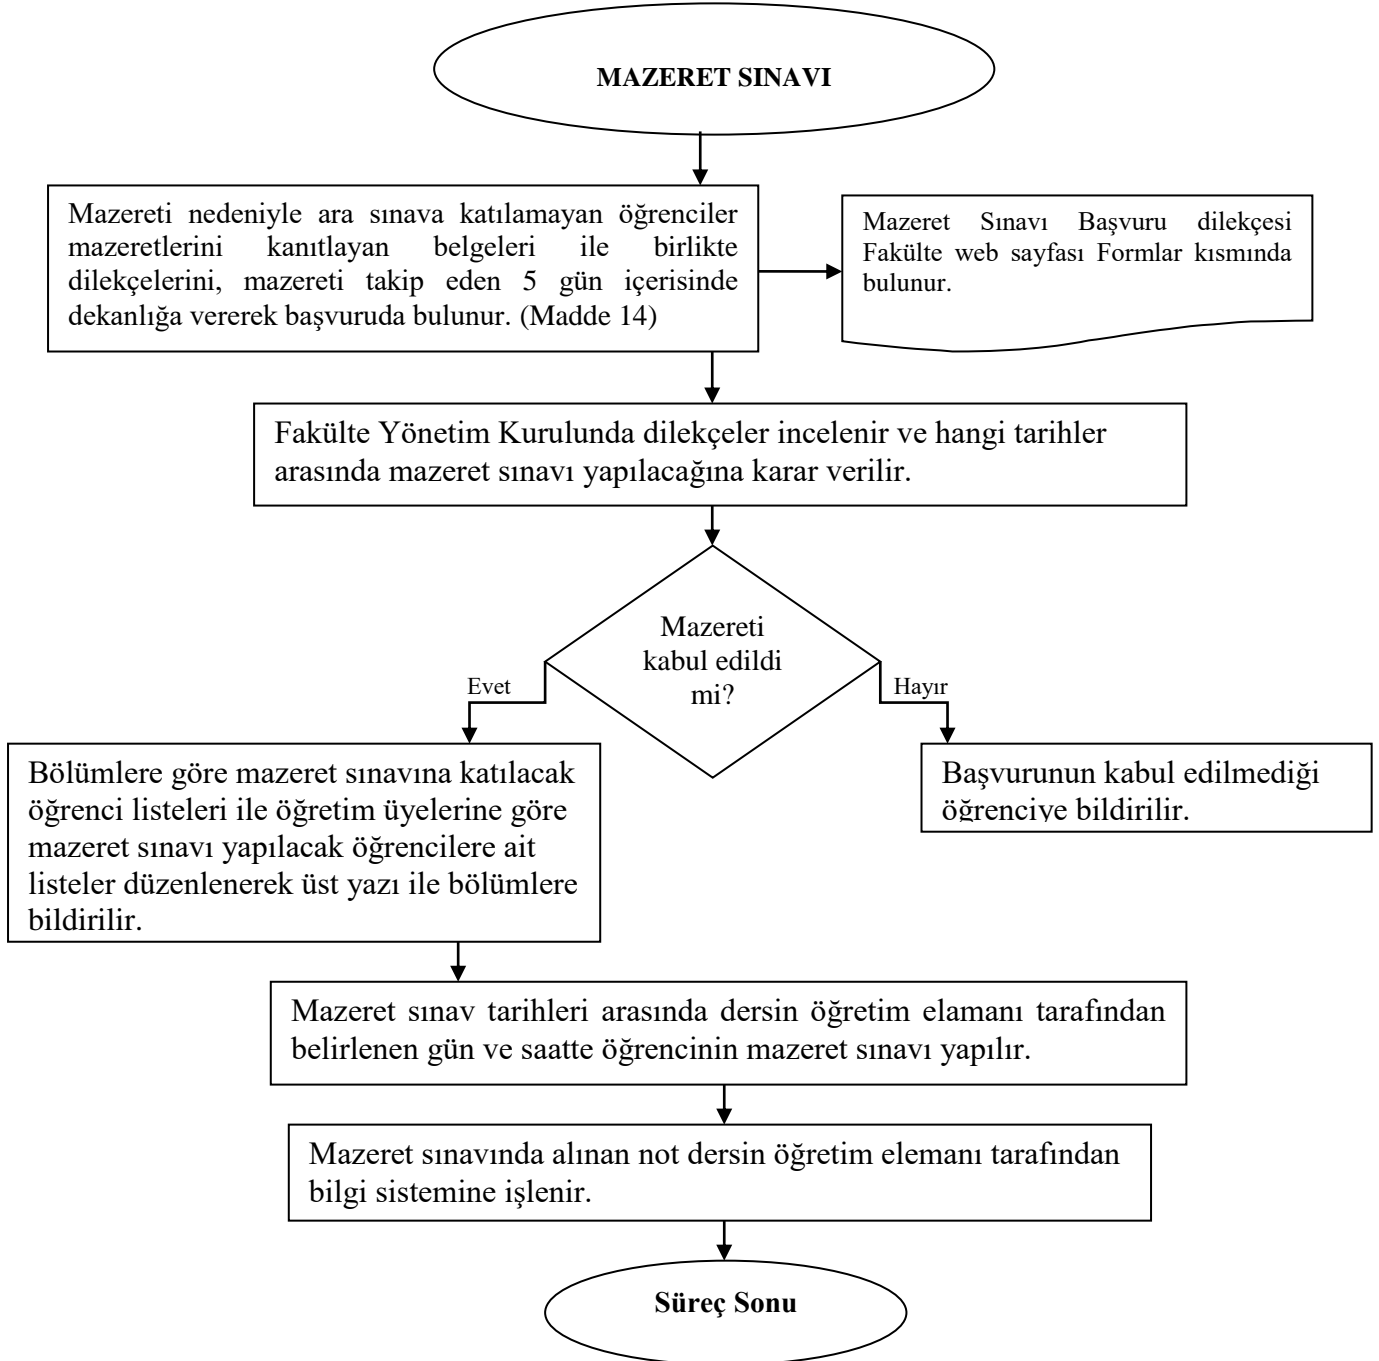 MAZERET SINAVI
Mazereti nedeniyle ara sınava katılamayan öğrenciler
mazeretlerini kanıtlayan belgeleri ile birlikte
dilekçelerini, mazereti takip eden 5 gün içerisinde
dekanlığa vererek başvuruda bulunur. (Madde 14)
Mazeret Sınavı Başvuru dilekçesi
Fakülte web sayfası Formlar kısmında
bulunur.
Fakülte Yönetim Kurulunda dilekçeler incelenir ve hangi tarihler
arasında mazeret sınavı yapılacağına karar verilir.
Mazereti
kabul edildi
mi?
Evet
Hayır
Bölümlere göre mazeret sınavına katılacak
öğrenci listeleri ile öğretim üyelerine göre
mazeret sınavı yapılacak öğrencilere ait
listeler düzenlenerek üst yazı ile bölümlere
bildirilir.
Başvurunun kabul edilmediği
öğrenciye bildirilir.
Mazeret sınav tarihleri arasında dersin öğretim elamanı tarafından
belirlenen gün ve saatte öğrencinin mazeret sınavı yapılır.
Mazeret sınavında alınan not dersin öğretim elemanı tarafından
bilgi sistemine işlenir.
Süreç Sonu